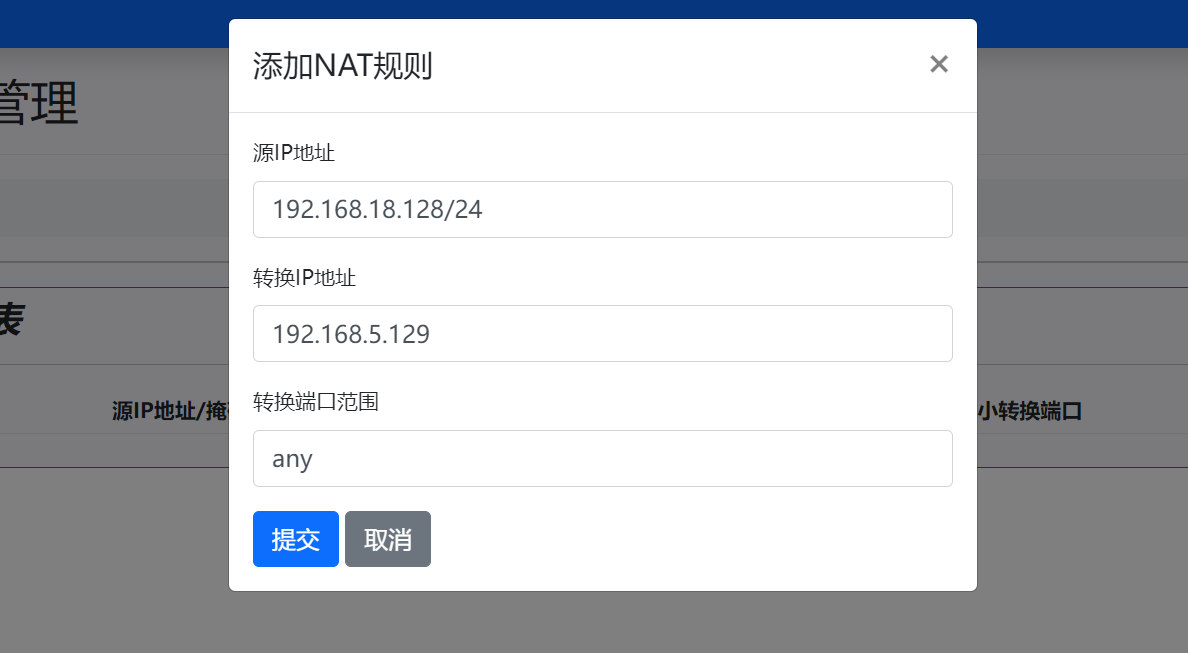 管理
添加NAT规则
×
源IP地址
192.168.18.128/24
转换IP地址
192.168.5.129
表
源IP地址/掩
小转换端口
转换端口范围
any
提交 取消